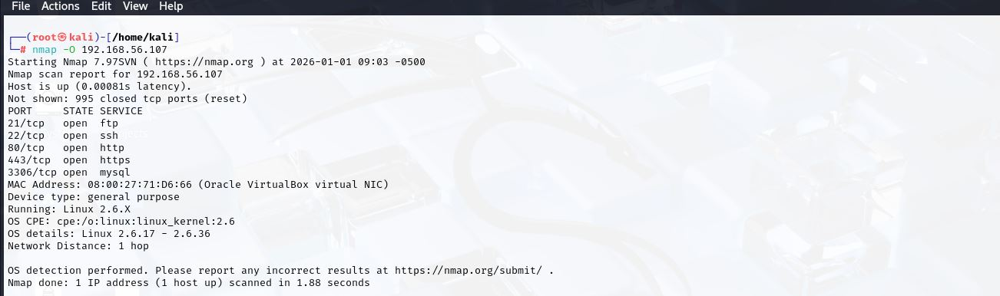 File Actions Edit View Help
┌──(root㉿kali)-[/home/kali]
└─# nmap -O 192.168.56.107
Starting Nmap 7.97SVN ( https://nmap.org ) at 2026-01-01 09:03 -0500
Nmap scan report for 192.168.56.107
Host is up (0.00081s latency).
Not shown: 995 closed tcp ports (reset)
PORT     STATE SERVICE
21/tcp   open  ftp
22/tcp   open  ssh
80/tcp   open  http
443/tcp  open  https
3306/tcp open  mysql
MAC Address: 08:00:27:71:D6:66 (Oracle VirtualBox virtual NIC)
Device type: general purpose
Running: Linux 2.6.X
OS CPE: cpe:/o:linux:linux_kernel:2.6
OS details: Linux 2.6.17 - 2.6.36
Network Distance: 1 hop
OS detection performed. Please report any incorrect results at https://nmap.org/submit/ .
Nmap done: 1 IP address (1 host up) scanned in 1.88 seconds